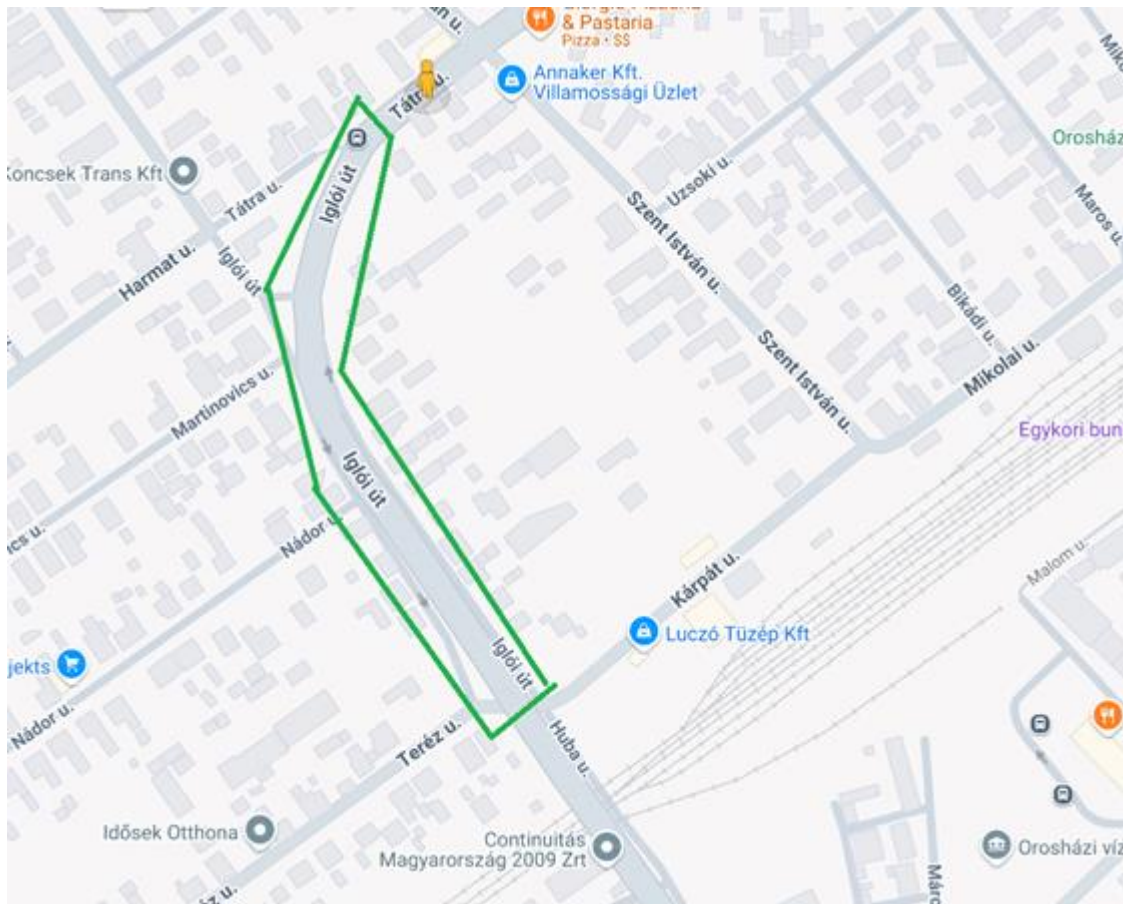 & Pastaria
Pizza • $$
Annaker Kft.
Villamossági Üzlet
Tátra u.
Koncsek Trans Kft
Iglói út
Tátra u.
Uzsoki u.
Szent István u.
Maros u.
Harmat u.
Iglói út
Bikádi u.
Szent István u.
Mikolai u.
Martinovics u.
Egykori bun
Iglói út
Nádor u.
Kárpát u.
Malom u.
Luczó Tüzép Kft
Iglói út
jekts
Nádor u.
Teréz u.
Huba u.
Idősek Otthona
Continuitás
Magyarország 2009 Zrt
Orosházi víz